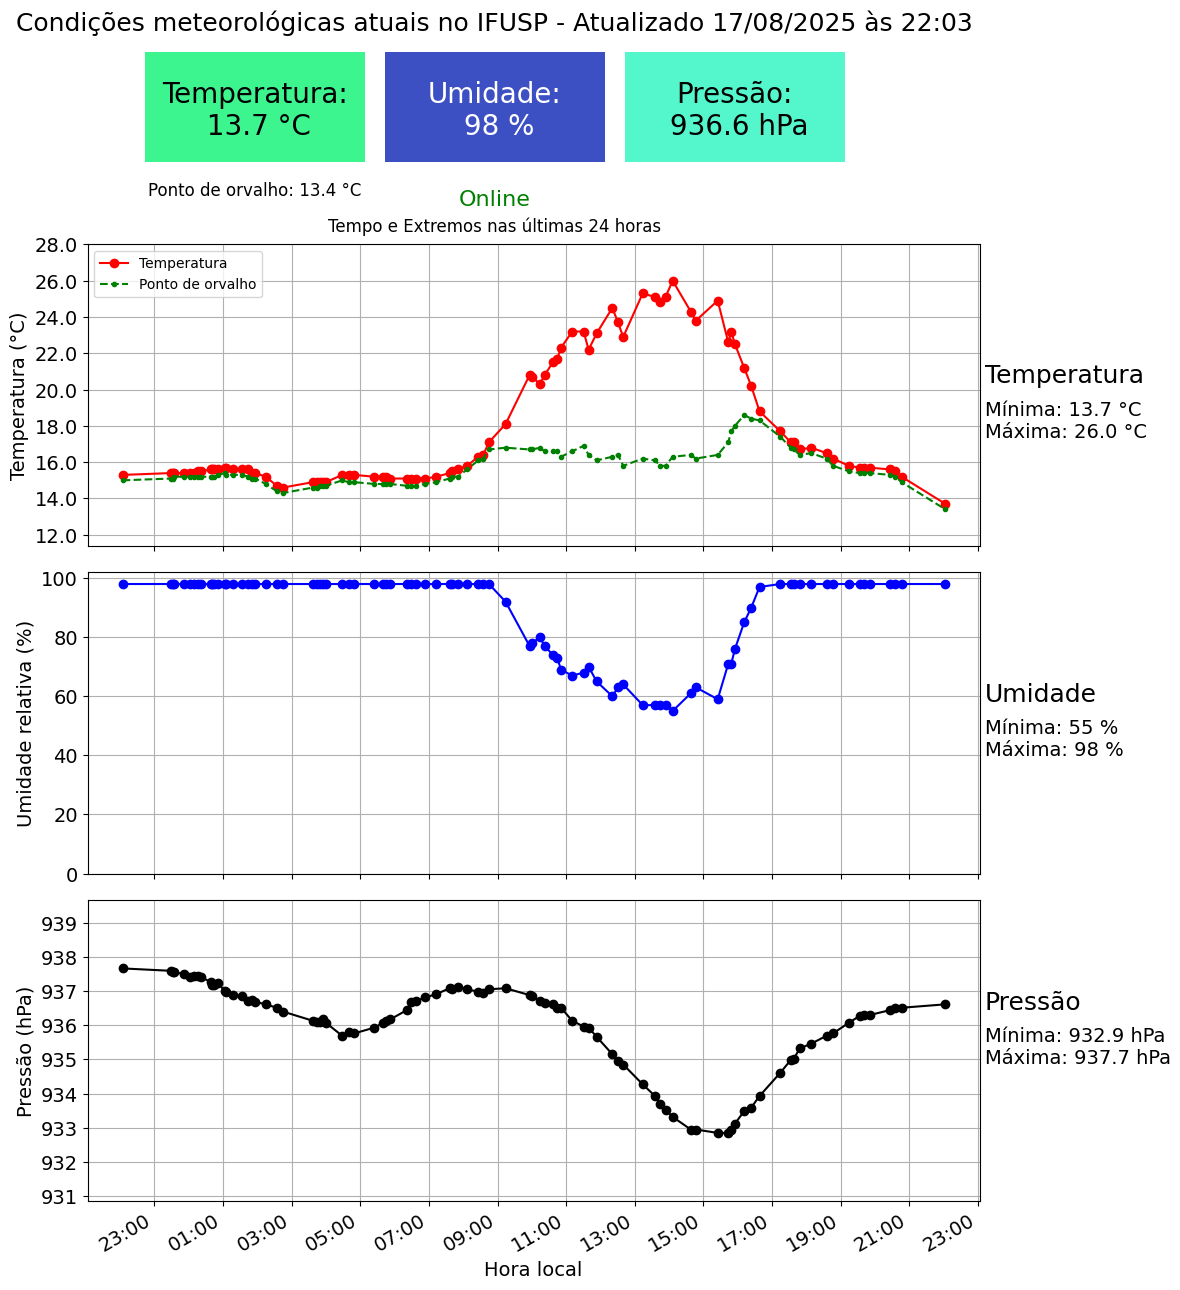 Condições meteorológicas atuais no IFUSP - Atualizado 17/08/2025 às 22:03
Temperatura:
13.7 °C
Umidade:
98 %
Pressão:
936.6 hPa
Ponto de orvalho: 13.4 °C
Online
Tempo e Extremos nas últimas 24 horas
28.0
26.0
24.0
22.0
20.0
18.0
16.0
14.0
12.0
Temperatura (°C)
Temperatura
Ponto de orvalho
Temperatura
Mínima: 13.7 °C
Máxima: 26.0 °C
100
80
60
40
20
0
Umidade relativa (%)
Umidade
Mínima: 55 %
Máxima: 98 %
939
938
937
936
935
934
933
932
931
Pressão (hPa)
Pressão
Mínima: 932.9 hPa
Máxima: 937.7 hPa
23:00 01:00 03:00 05:00 07:00 09:00 11:00 13:00 15:00 17:00 19:00 21:00 23:00
Hora local